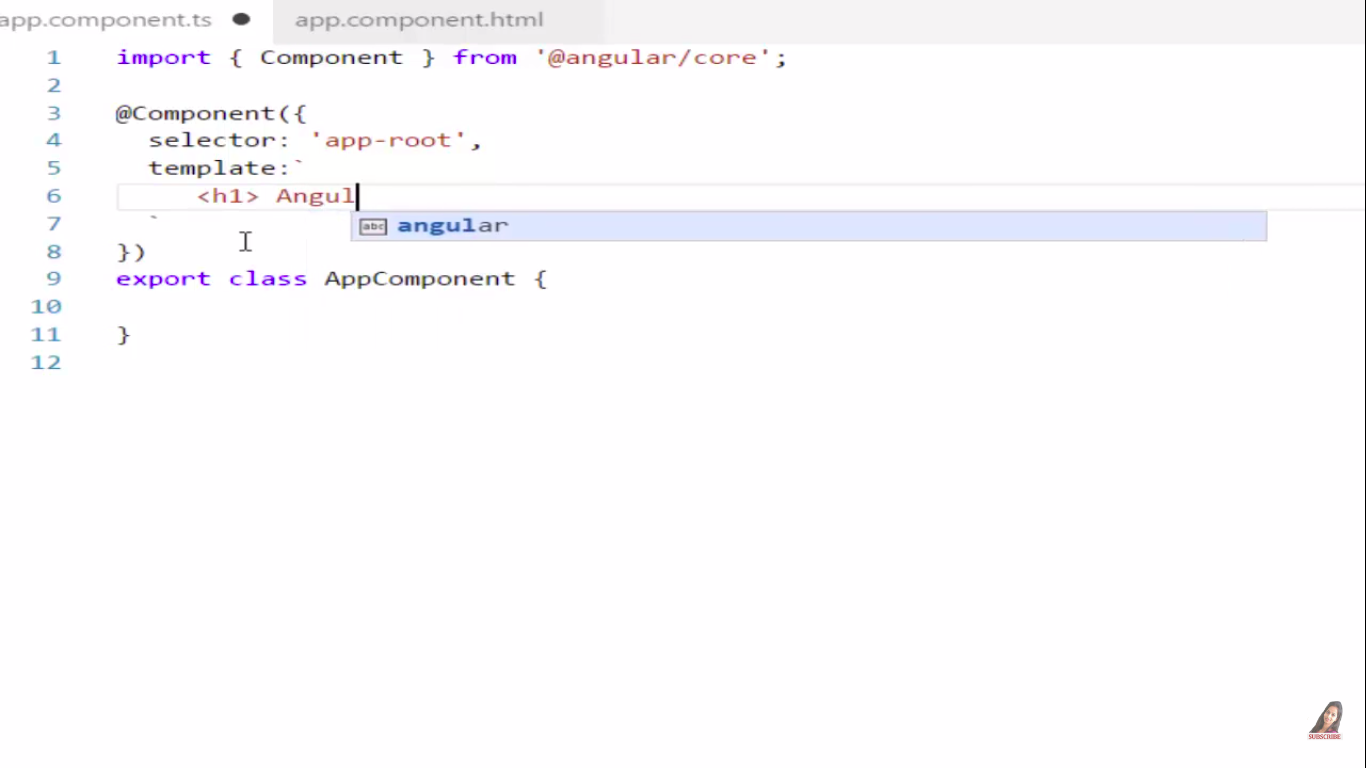 app.component.ts ● app.component.html
1 import { Component } from '@angular/core';
2
3 @Component({
4 selector: 'app-root',
5 template:`
6 <h1> Angul
angular
7 `
8 })
9 export class AppComponent {
10
11 }
12
SUBSCRIBE